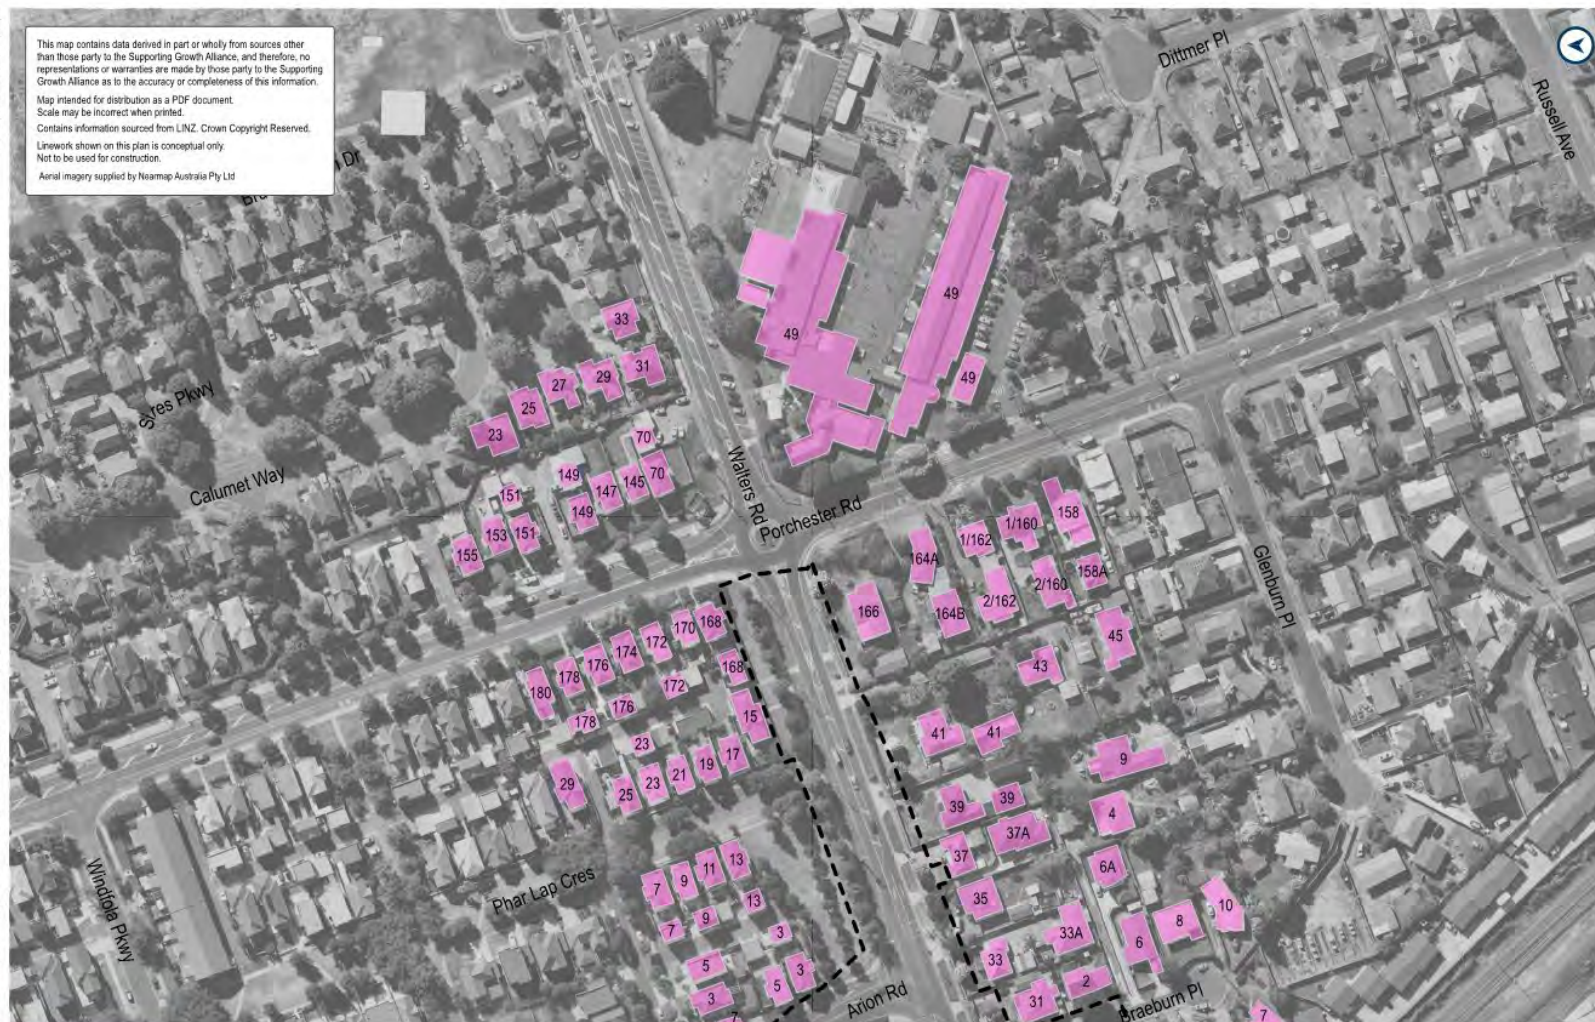 This map contains data derived in part or wholly from sources other
than those party to the Supporting Growth Alliance, and therefore, no
representations or warranties are made by those party to the Supporting
Growth Alliance as to the accuracy or completeness of this information.
Map intended for distribution as a PDF document.
Scale may be incorrect when printed.
Contains information sourced from LINZ. Crown Copyright Reserved.
Linework shown on this plan is conceptual only.
Not to be used for construction.
Aerial imagery supplied by Nearmap Australia Pty Ltd
Dittmer Pl
Russell Ave
Dr
49
49
49
33
31
29
27
25
23
Calumet Way
70
70
149
145
147
149
151
151
153
155
Walters Rd
Porchester Rd
158
1/160
1/162
164A
158A
2/160
2/162
164B
166
Glenburn Pl
45
43
168
170
172
174
176
178
180
168
172
176
178
15
41
41
23
17
19
21
23
25
29
9
39
39
4
37A
37
6A
Windfola Pkwy
Phar Lap Cres
13
11
9
7
13
9
7
3
35
33A
10
8
6
33
5
3
5
3
2
31
Arion Rd
Braeburn Pl
7
7